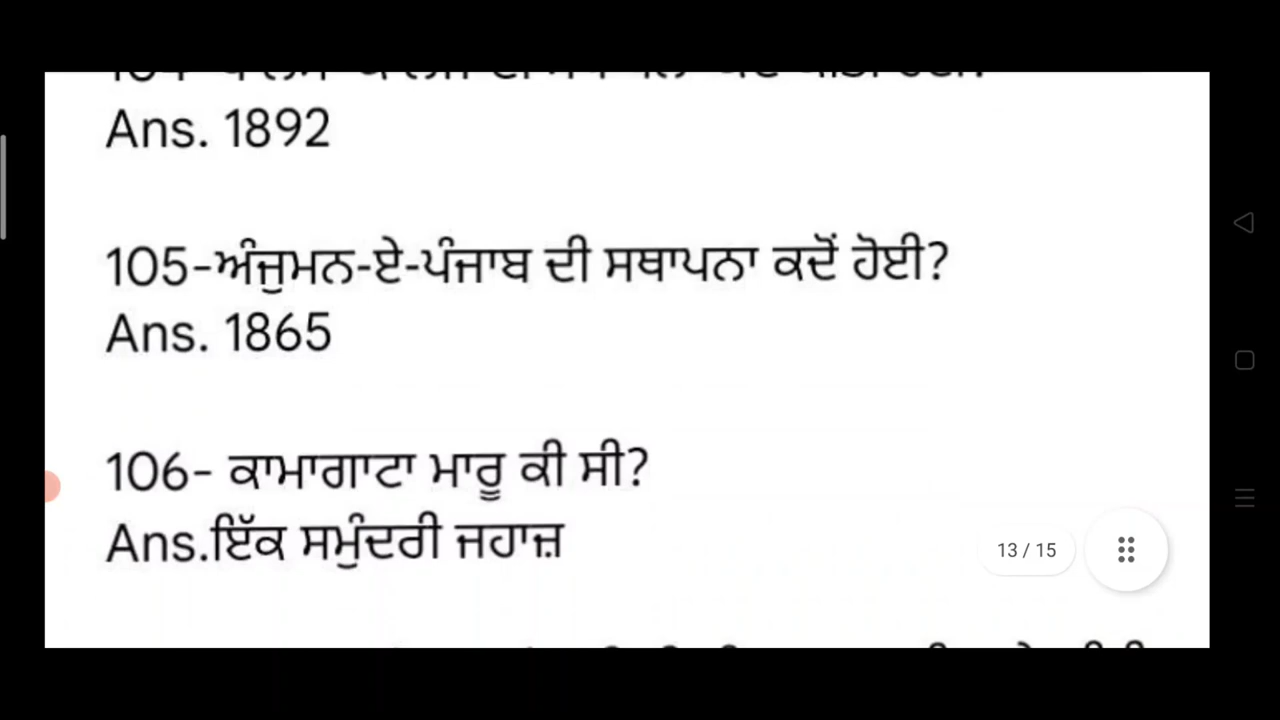 Ans. 1892
105-ਅੰਜੁਮਨ-ਏ-ਪੰਜਾਬ ਦੀ ਸਥਾਪਨਾ ਕਦੋਂ ਹੋਈ?
Ans. 1865
106- ਕਾਮਾਗਾਟਾ ਮਾਰੂ ਕੀ ਸੀ?
Ans.ਇੱਕ ਸਮੁੰਦਰੀ ਜਹਾਜ਼
13 / 15